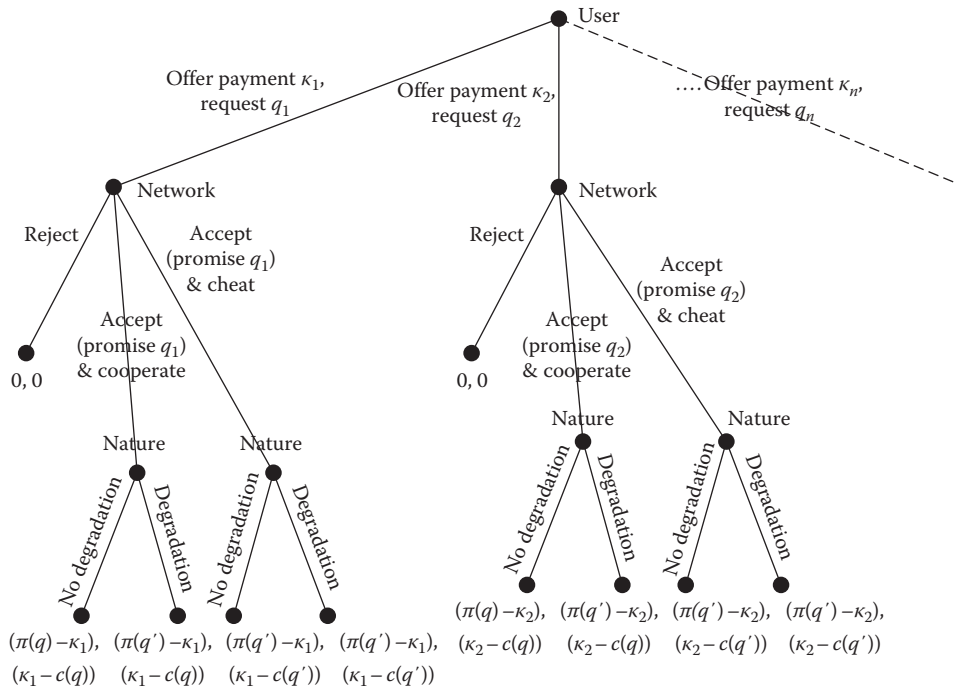 User
Offer payment κ₁,
request q₁
Offer payment κ₂,
request q₂
....Offer payment κₙ,
request qₙ
Network
Network
Reject
Accept
(promise q₁)
& cheat
Accept
(promise q₁)
& cooperate
0, 0
Reject
Accept
(promise q₂)
& cheat
Accept
(promise q₂)
& cooperate
0, 0
Nature
Nature
Nature
Nature
No degradation
Degradation
No degradation
Degradation
No degradation
Degradation
No degradation
Degradation
(π(q) –κ₁), (π(q′) –κ₁), (π(q′) –κ₁), (π(q′) –κ₁),
(κ₁ – c(q)) (κ₁ – c(q)) (κ₁ – c(q′)) (κ₁ – c(q′))
(π(q) –κ₂), (π(q′) –κ₂), (π(q′) –κ₂), (π(q′) –κ₂),
(κ₂ – c(q)) (κ₂ – c(q)) (κ₂ – c(q′)) (κ₂ – c(q′))